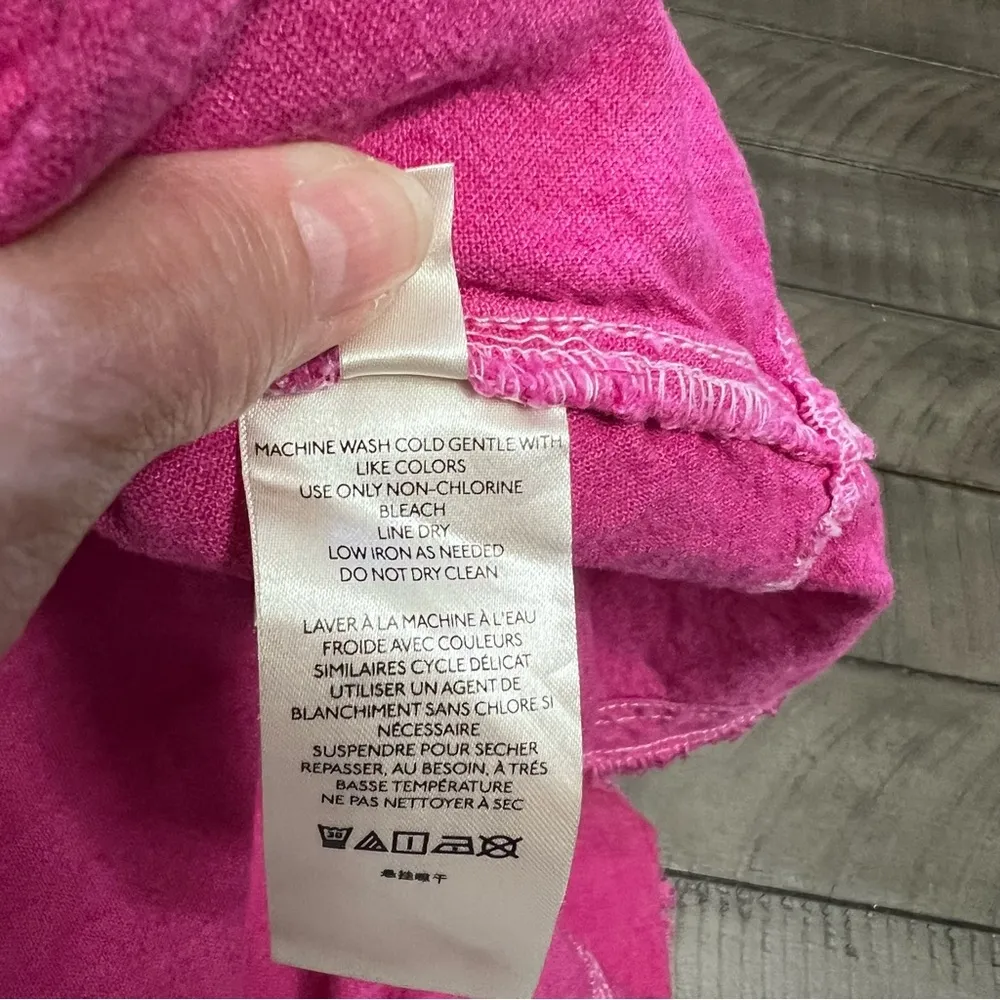 MACHINE WASH COLD GENTLE WITH
LIKE COLORS
USE ONLY NON-CHLORINE
BLEACH
LINE DRY
LOW IRON AS NEEDED
DO NOT DRY CLEAN
LAVER À LA MACHINE À L'EAU
FROIDE AVEC COULEURS
SIMILAIRES CYCLE DÉLICAT
UTILISER UN AGENT DE
BLANCHIMENT SANS CHLORE SI
NÉCESSAIRE
SUSPENDRE POUR SECHER
REPASSER, AU BESOIN, À TRÉS
BASSE TEMPÉRATURE
NE PAS NETTOYER À SEC
30